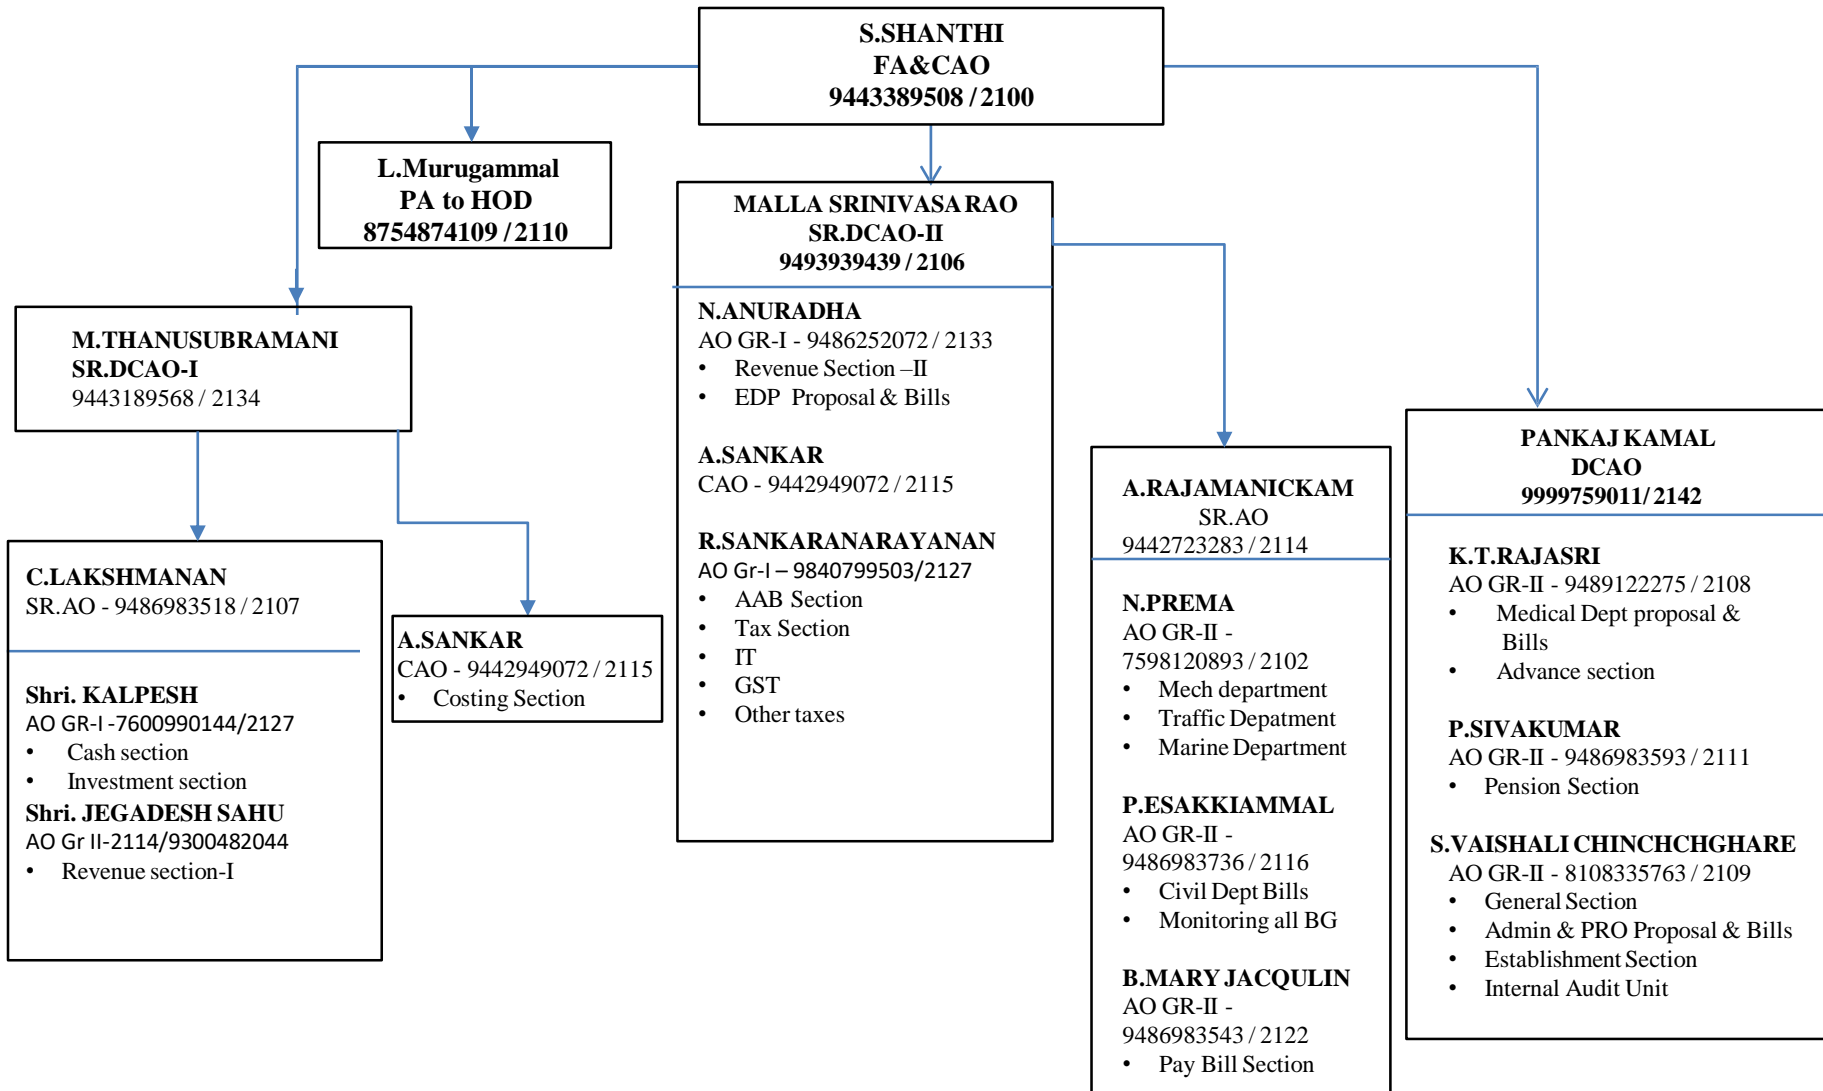 S.SHANTHI
FA&CAO
9443389508 / 2100
L.Murugammal
PA to HOD
8754874109 / 2110
MALLA SRINIVASA RAO
SR.DCAO-II
9493939439 / 2106
N.ANURADHA
AO GR-I - 9486252072 / 2133
• Revenue Section –II
• EDP Proposal & Bills
A.SANKAR
CAO - 9442949072 / 2115
R.SANKARANARAYANAN
AO Gr-I – 9840799503/2127
• AAB Section
• Tax Section
• IT
• GST
• Other taxes
M.THANUSUBRAMANI
SR.DCAO-I
9443189568 / 2134
C.LAKSHMANAN
SR.AO - 9486983518 / 2107
Shri. KALPESH
AO GR-I -7600990144/2127
• Cash section
• Investment section
Shri. JEGADESH SAHU
AO Gr II-2114/9300482044
• Revenue section-I
A.SANKAR
CAO - 9442949072 / 2115
• Costing Section
A.RAJAMANICKAM
SR.AO
9442723283 / 2114
N.PREMA
AO GR-II -
7598120893 / 2102
• Mech department
• Traffic Depatment
• Marine Department
P.ESAKKIAMMAL
AO GR-II -
9486983736 / 2116
• Civil Dept Bills
• Monitoring all BG
B.MARY JACQULIN
AO GR-II -
9486983543 / 2122
• Pay Bill Section
PANKAJ KAMAL
DCAO
9999759011/ 2142
K.T.RAJASRI
AO GR-II - 9489122275 / 2108
• Medical Dept proposal &
Bills
• Advance section
P.SIVAKUMAR
AO GR-II - 9486983593 / 2111
• Pension Section
S.VAISHALI CHINCHCHGHARE
AO GR-II - 8108335763 / 2109
• General Section
• Admin & PRO Proposal & Bills
• Establishment Section
• Internal Audit Unit